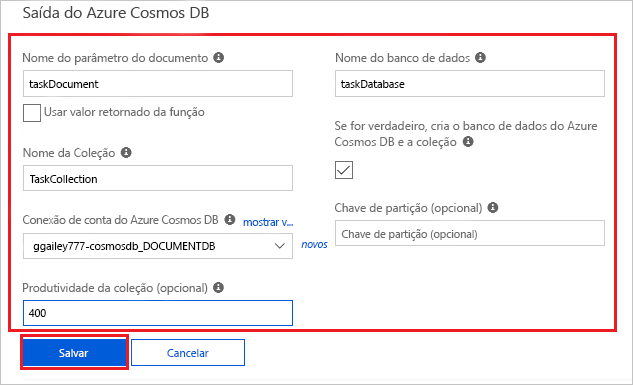 Saída do Azure Cosmos DB
Nome do parâmetro do documento
taskDocument
Usar valor retornado da função
Nome da Coleção
TaskCollection
Conexão de conta do Azure Cosmos DB mostrar v...
ggailey777-cosmosdb_DOCUMENTDB
novos
Produtividade da coleção (opcional)
400
Nome do banco de dados
taskDatabase
Se for verdadeiro, cria o banco de dados do Azure
Cosmos DB e a coleção
Chave de partição (opcional)
Chave de partição (opcional)
Salvar
Cancelar